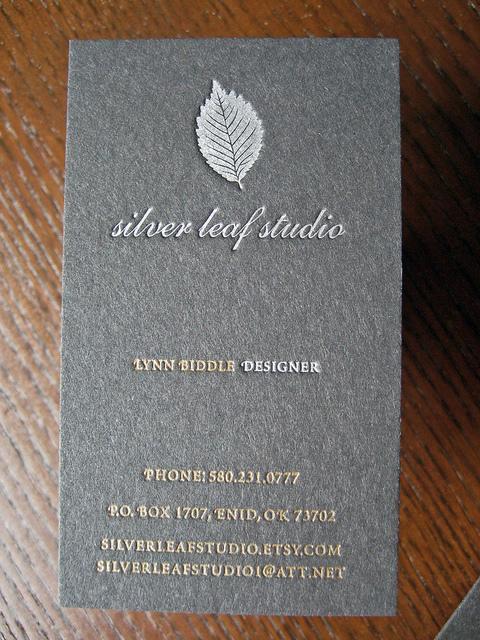 silver leaf studio
LYNN BIDDLE DESIGNER
PHONE: 580.231.0777
P.O. BOX 1707, ENID, OK 73702
SILVERLEAFSTUDIO.ETSY.COM
SILVERLEAFSTUDIO1@ATT.NET